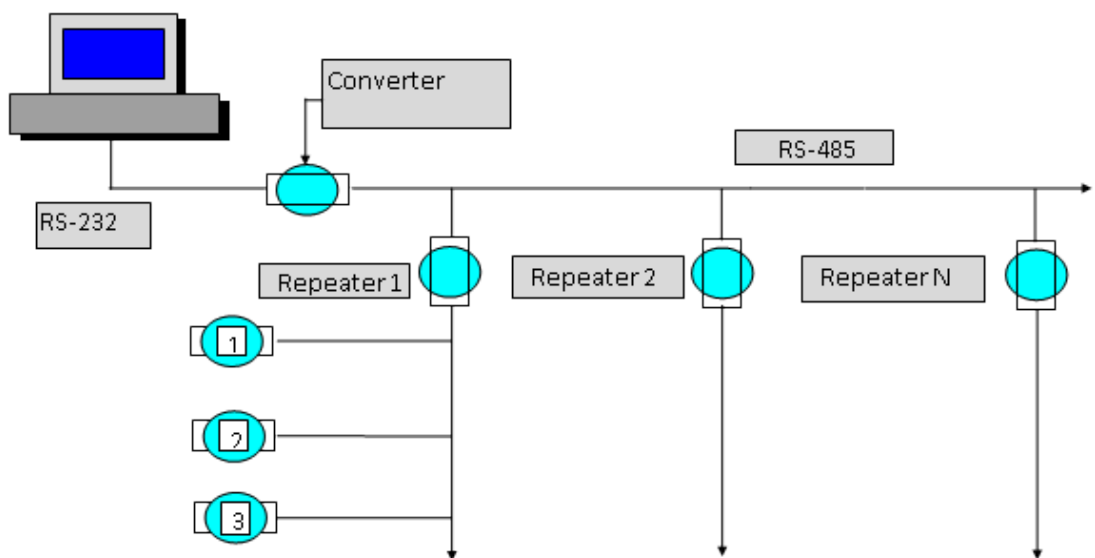 Converter
RS-485
RS-232
Repeater 1
Repeater 2
Repeater N
1
2
3